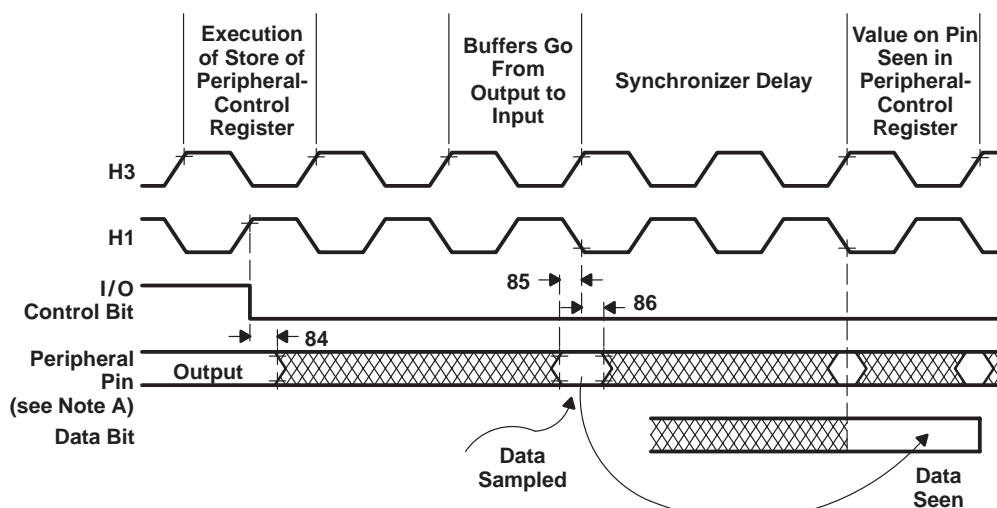 Execution
of Store of
Peripheral-
Control
Register
Buffers Go
From
Output to
Input
Synchronizer Delay
Value on Pin
Seen in
Peripheral-
Control
Register
H3
H1
I/O
Control Bit
85
86
84
Peripheral
Pin
(see Note A)
Output
Data Bit
Data
Sampled
Data
Seen